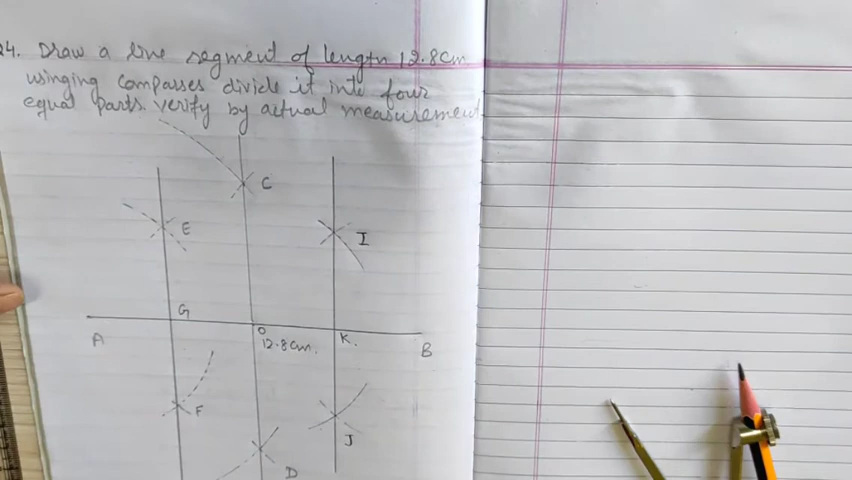 24. Draw a line segment of length 12.8cm
winging compasses divide it into four
equal parts. verify by actual measurement.
C
E
I
G
A
O
12.8cm.
K.
B
F
J
D